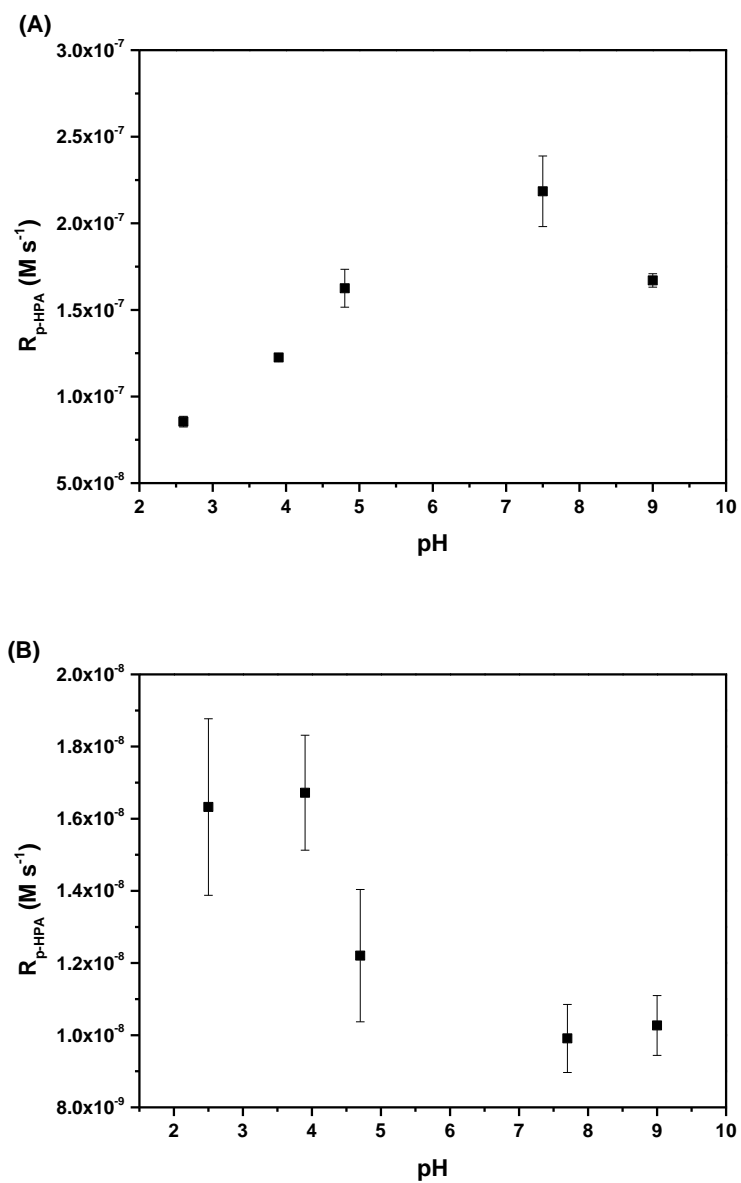 (A)
3.0x10⁻⁷
2.5x10⁻⁷
2.0x10⁻⁷
1.5x10⁻⁷
1.0x10⁻⁷
5.0x10⁻⁸
R p-HPA (M s⁻¹)
2 3 4 5 6 7 8 9 10
pH
(B)
2.0x10⁻⁸
1.8x10⁻⁸
1.6x10⁻⁸
1.4x10⁻⁸
1.2x10⁻⁸
1.0x10⁻⁸
8.0x10⁻⁹
R p-HPA (M s⁻¹)
2 3 4 5 6 7 8 9 10
pH